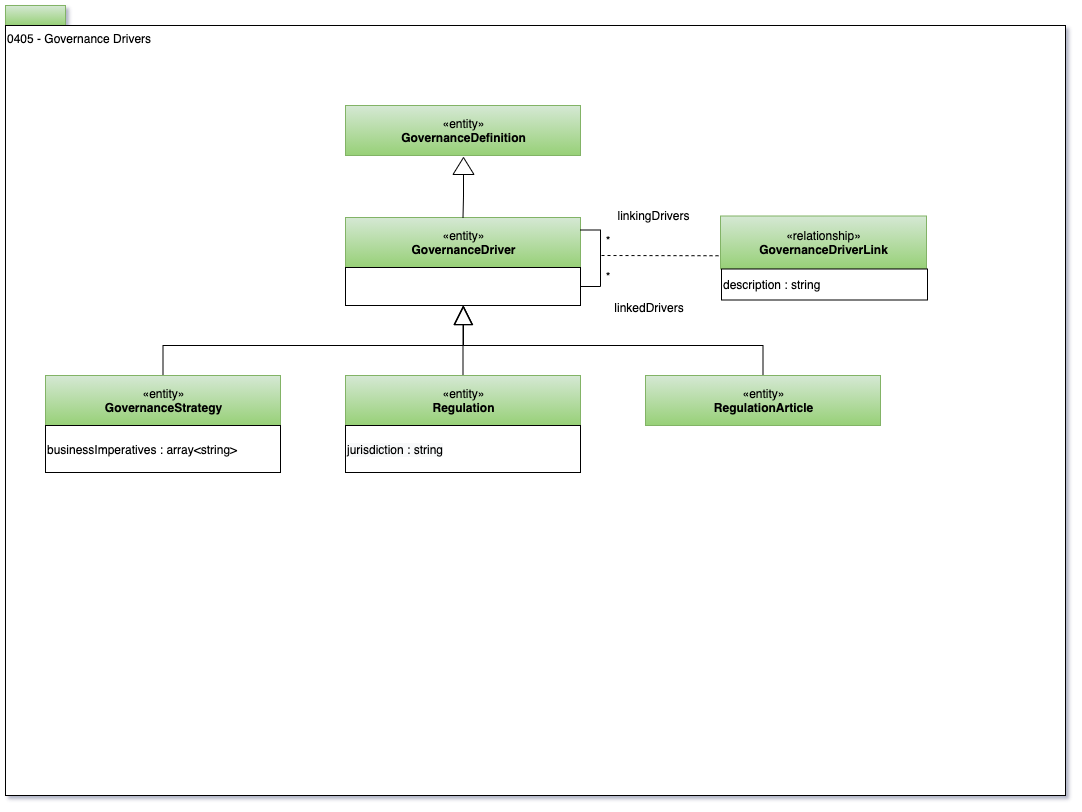 0405 - Governance Drivers
«entity»
GovernanceDefinition
«entity»
GovernanceDriver
linkingDrivers
*
*
linkedDrivers
«relationship»
GovernanceDriverLink
description : string
«entity»
GovernanceStrategy
businessImperatives : array<string>
«entity»
Regulation
jurisdiction : string
«entity»
RegulationArticle